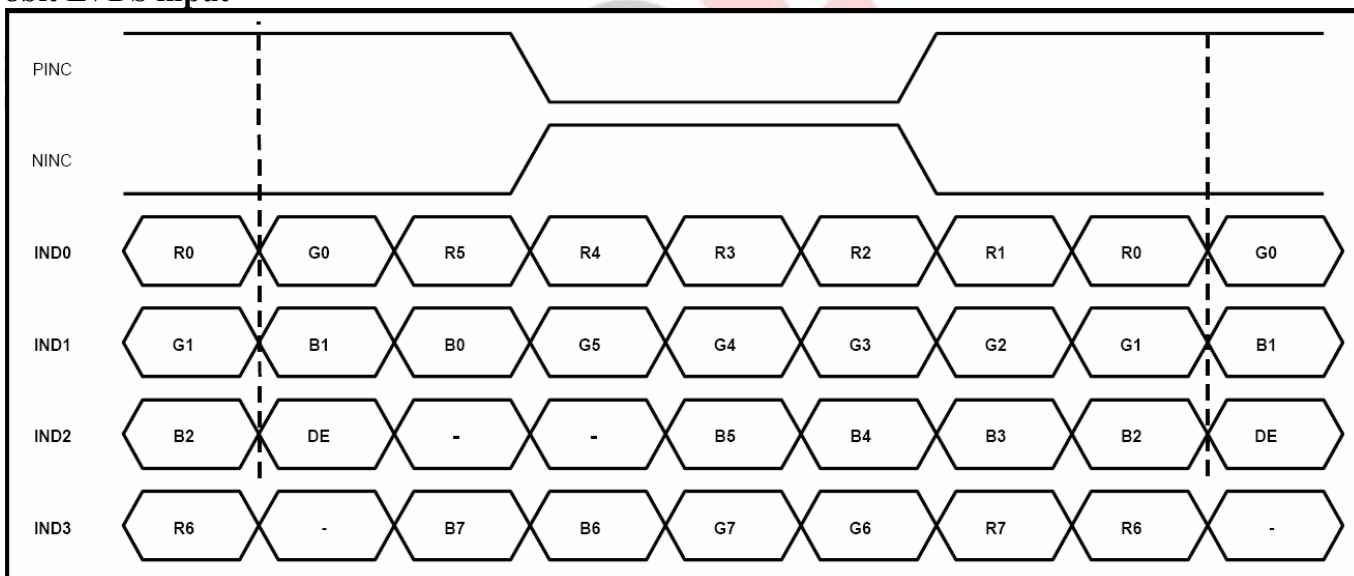 PINC
NINC
IND0 R0 G0 R5 R4 R3 R2 R1 R0 G0
IND1 G1 B1 B0 G5 G4 G3 G2 G1 B1
IND2 B2 DE - - B5 B4 B3 B2 DE
IND3 R6 - B7 B6 G7 G6 R7 R6 -